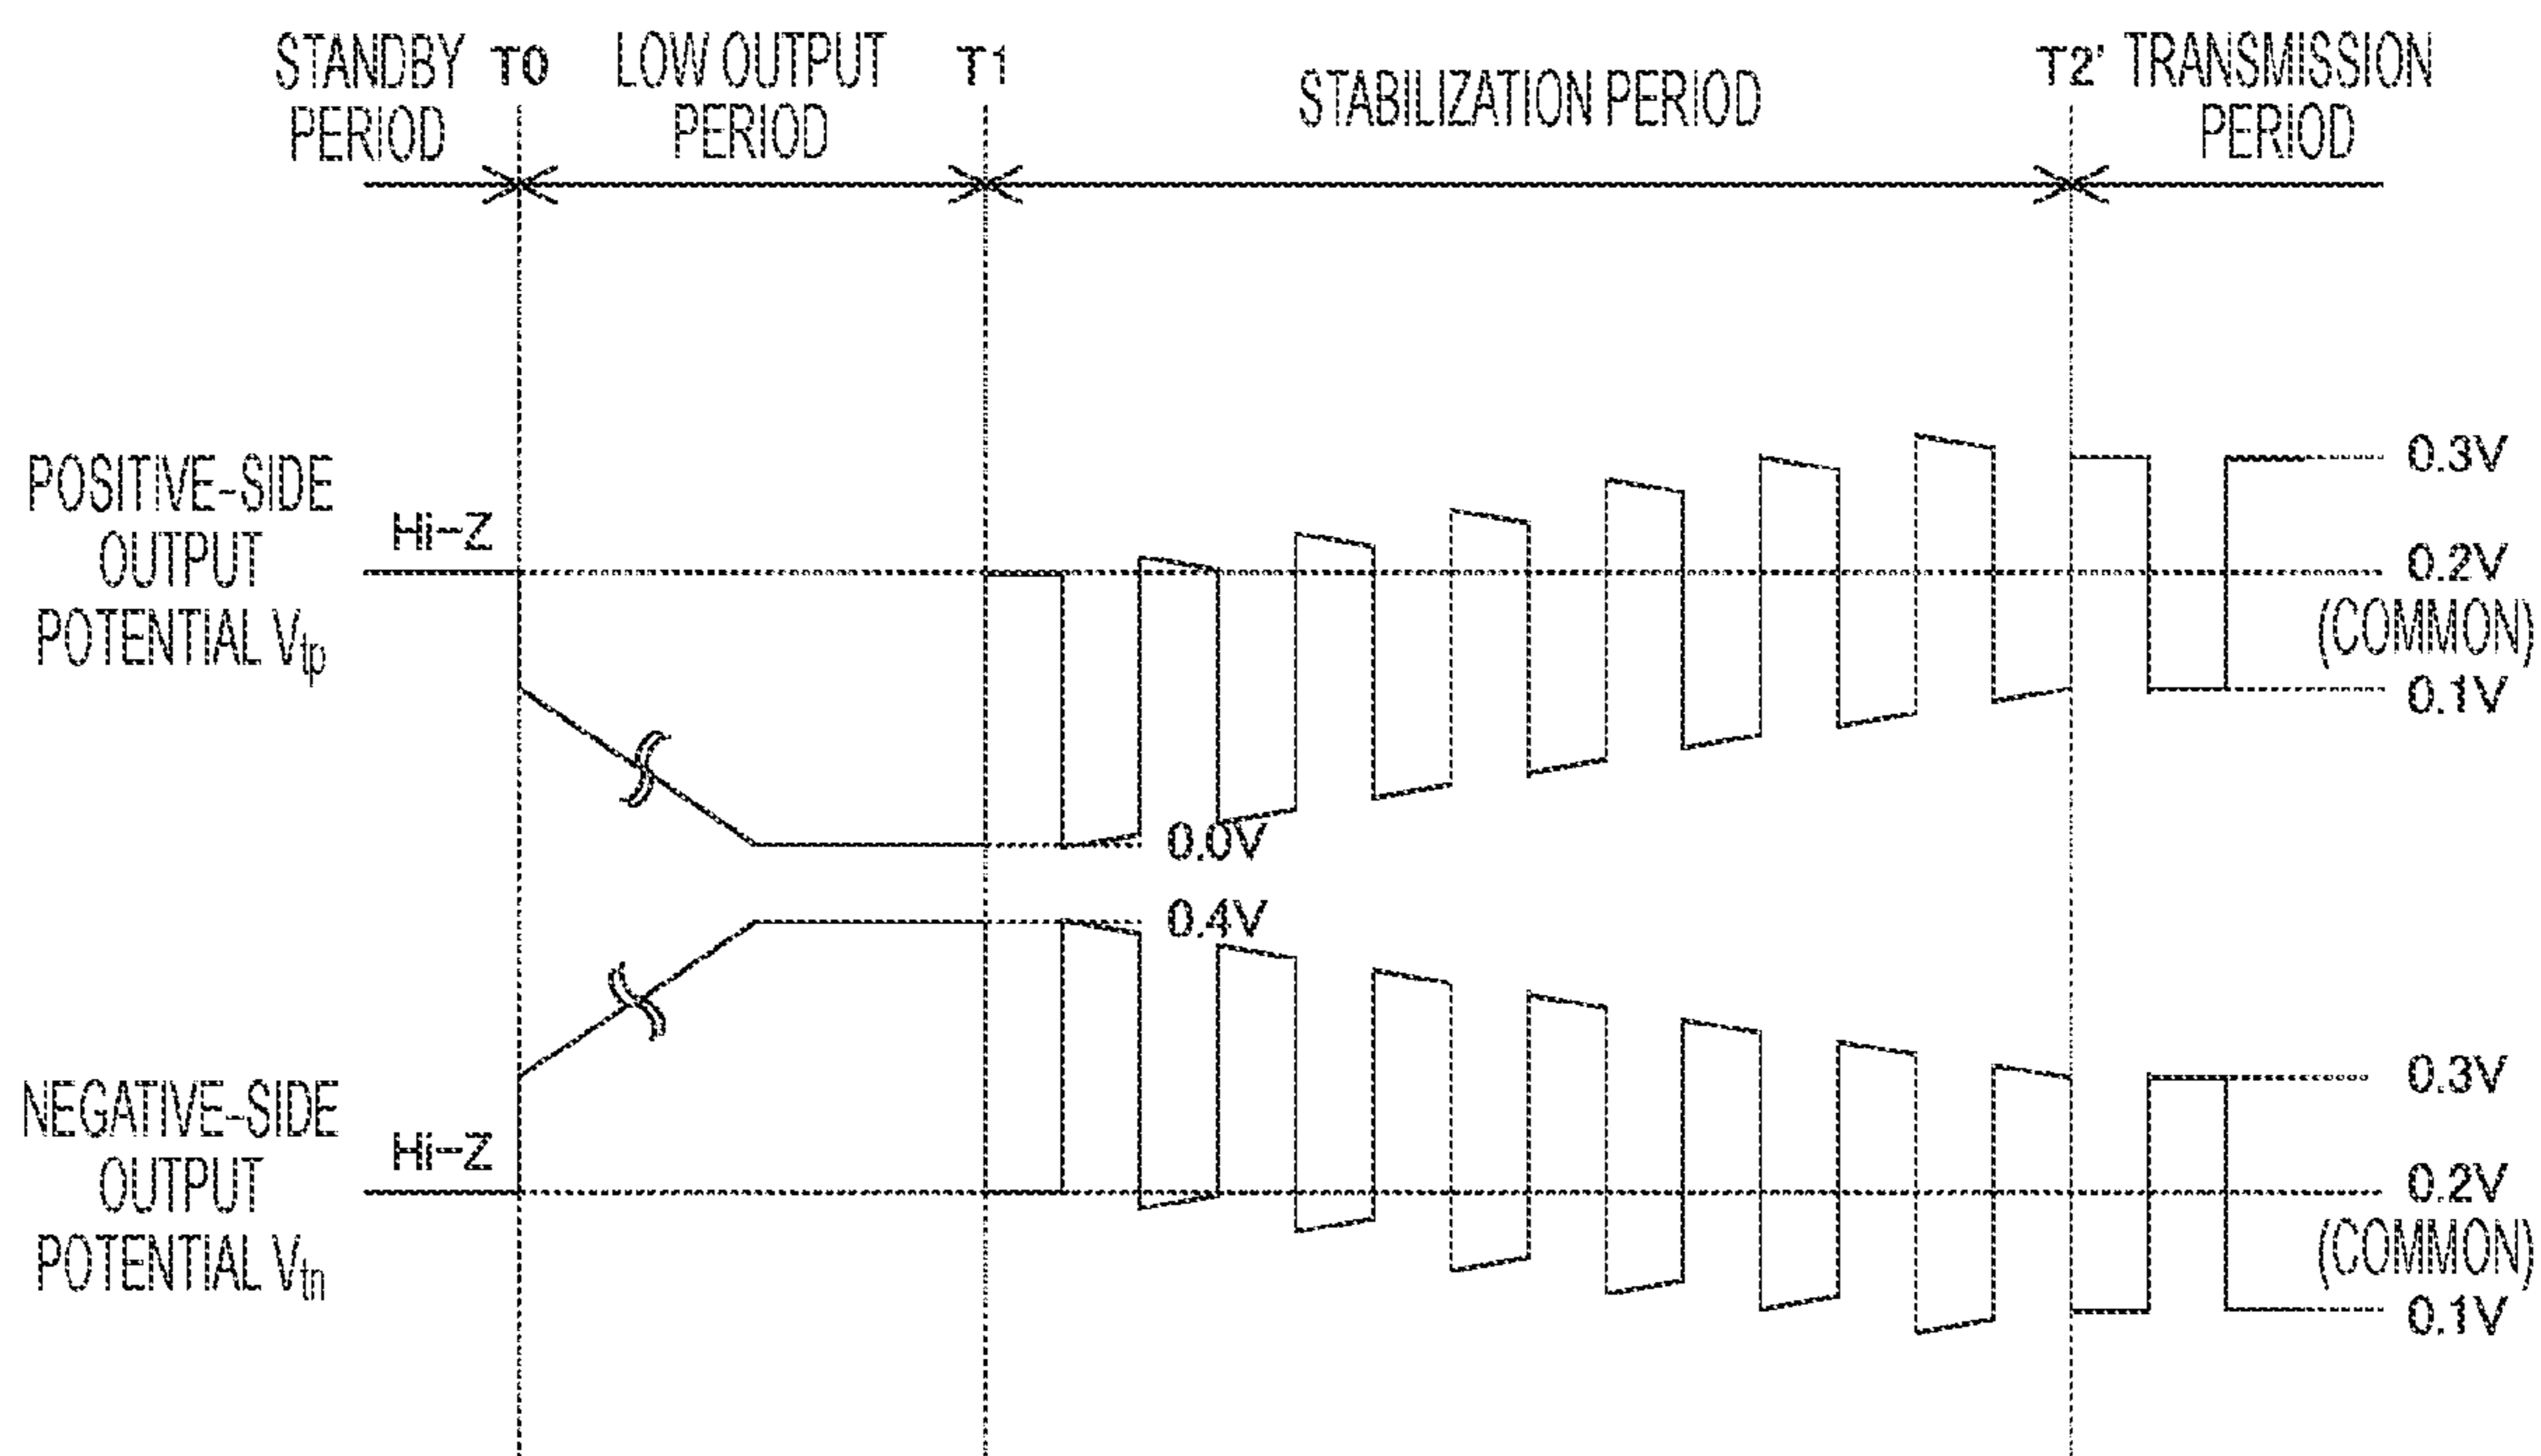 STANDBY PERIOD
T0
LOW OUTPUT PERIOD
T1
STABILIZATION PERIOD
T2'
TRANSMISSION PERIOD
POSITIVE-SIDE
OUTPUT
POTENTIAL Vtp
Hi-Z
0.3V
0.2V
(COMMON)
0.1V
0.0V
0.4V
NEGATIVE-SIDE
OUTPUT
POTENTIAL Vtn
Hi-Z
0.3V
0.2V
(COMMON)
0.1V